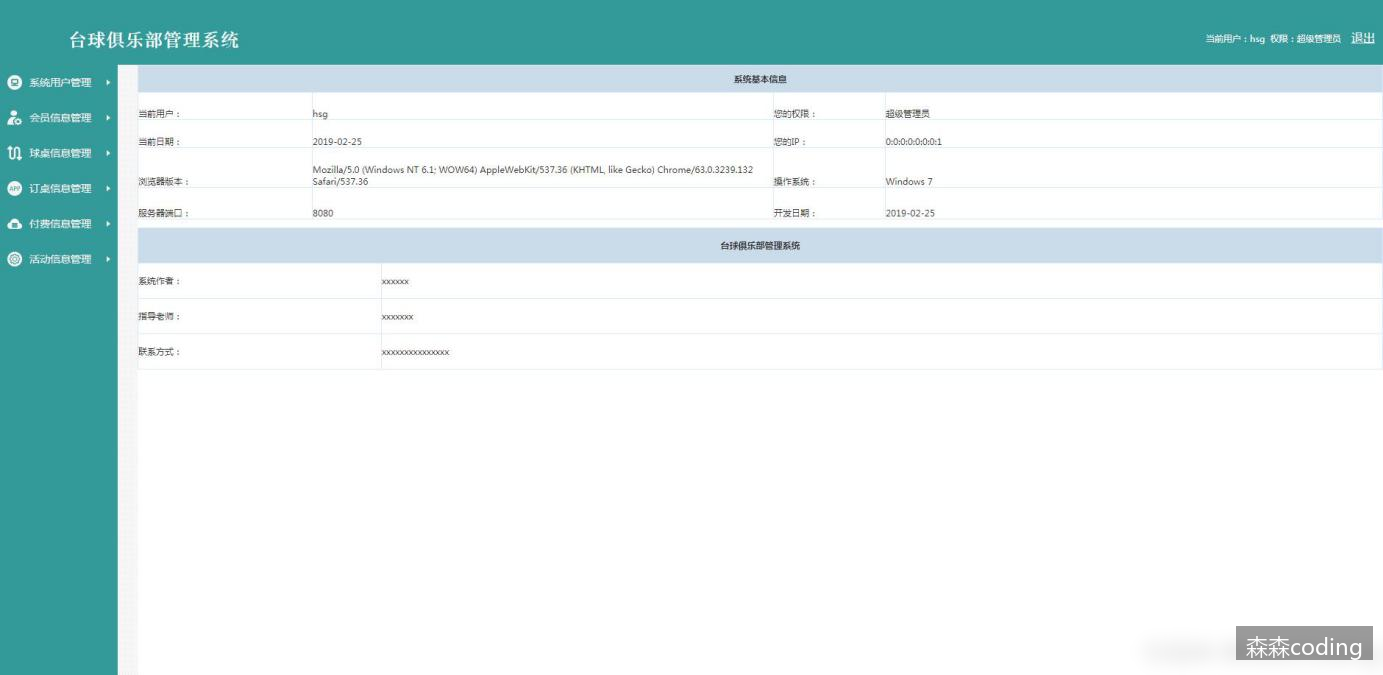 台球俱乐部管理系统
当前用户：hsg 权限：超级管理员 退出
系统用户管理
会员信息管理
球桌信息管理
APP 订桌信息管理
付费信息管理
活动信息管理
系统基本信息
当前用户： hsg 您的权限： 超级管理员
当前日期： 2019-02-25 您的IP： 0:0:0:0:0:0:0:1
Mozilla/5.0 (Windows NT 6.1; WOW64) AppleWebKit/537.36 (KHTML, like Gecko) Chrome/63.0.3239.132
浏览器版本： Safari/537.36 操作系统： Windows 7
服务器端口： 8080 开发日期： 2019-02-25
台球俱乐部管理系统
系统作者： xxxxxx
指导老师： xxxxxxx
联系方式： xxxxxxxxxxxxxxx
森森coding